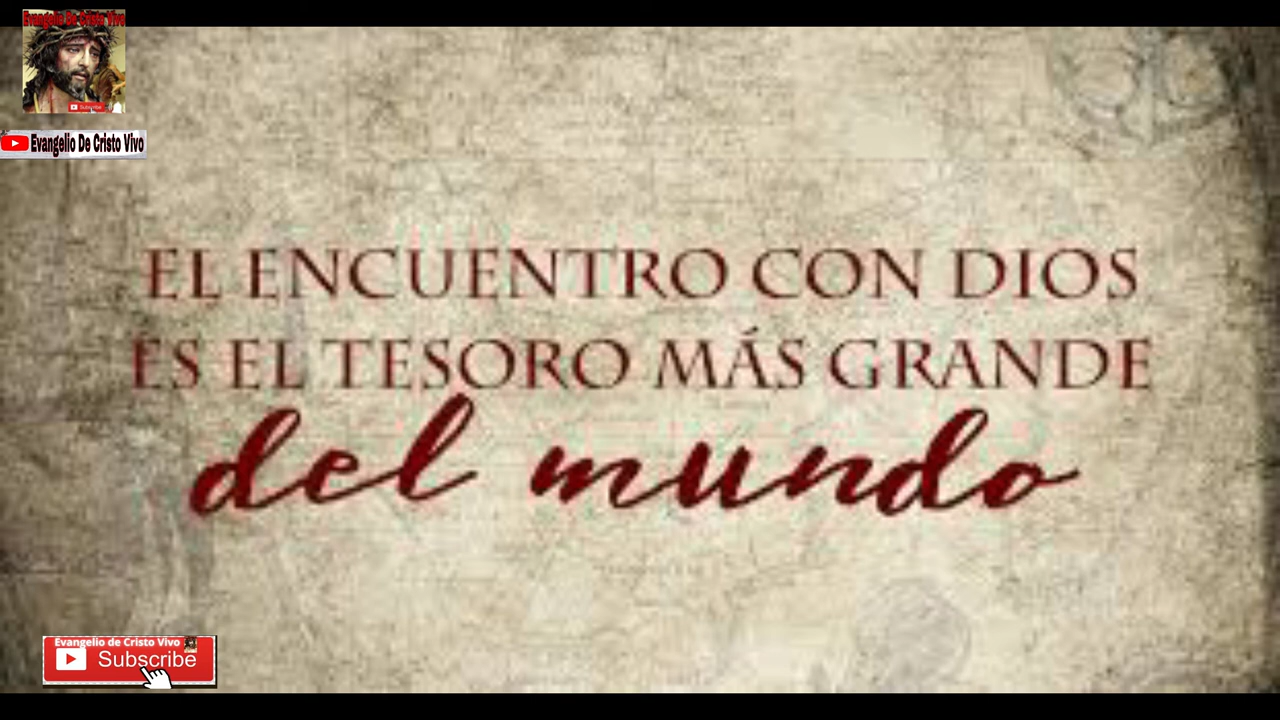 Evangelio De Cristo Vivo
Subscribe
Evangelio De Cristo Vivo
EL ENCUENTRO CON DIOS
ES EL TESORO MÁS GRANDE
del mundo
Evangelio de Cristo Vivo
Subscribe